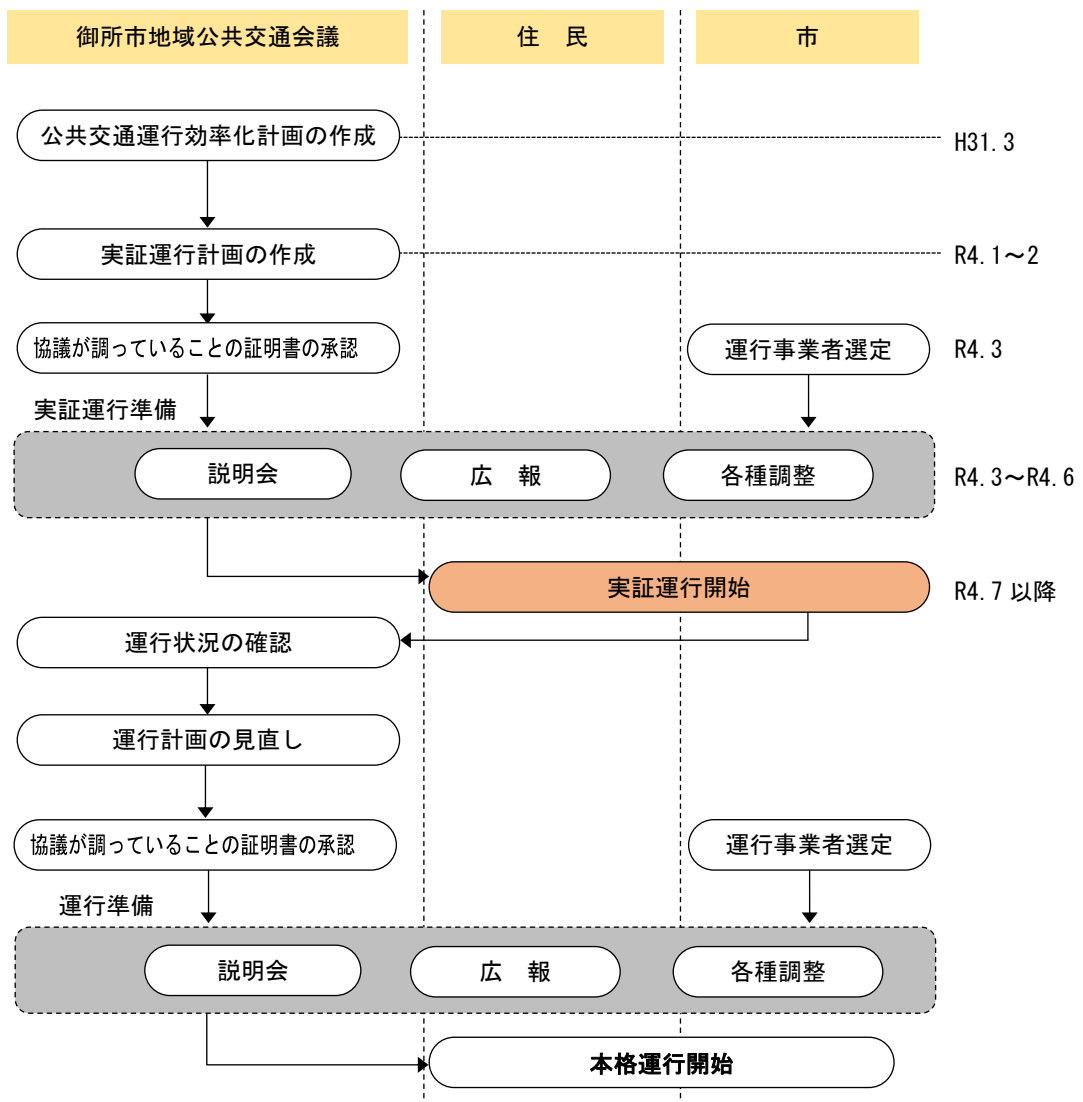 御所市地域公共交通会議
住　民
市
公共交通運行効率化計画の作成
H31.3
実証運行計画の作成
R4.1～2
協議が調っていることの証明書の承認
運行事業者選定
R4.3
実証運行準備
説明会
広　報
各種調整
R4.3～R4.6
実証運行開始
R4.7 以降
運行状況の確認
運行計画の見直し
協議が調っていることの証明書の承認
運行事業者選定
運行準備
説明会
広　報
各種調整
本格運行開始